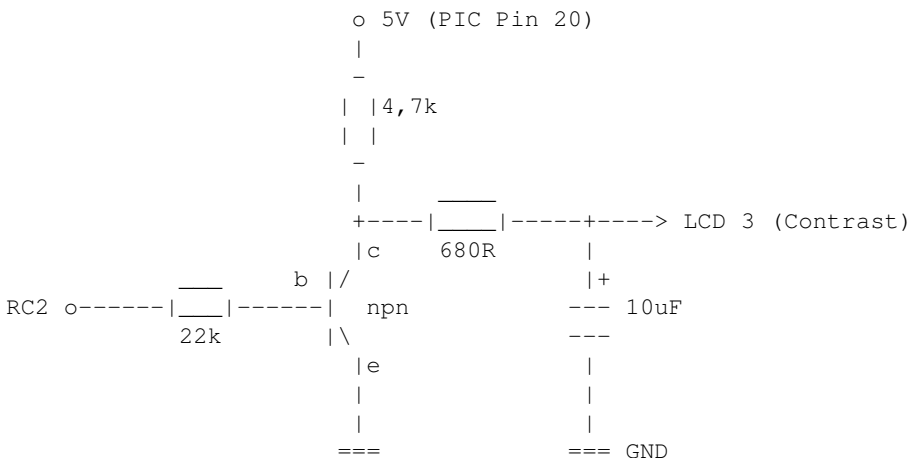 5V (PIC Pin 20)
4,7k
LCD 3 (Contrast)
c
680R
b
+
RC2
npn
10uF
22k
e
GND